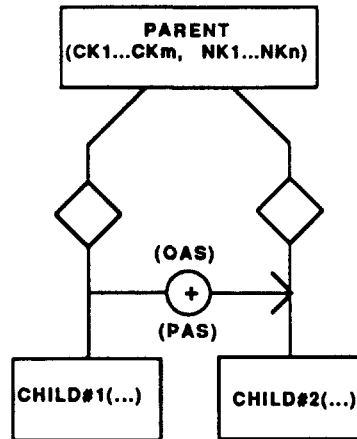 PARENT
(CK1...CKm, NK1...NKn)
(OAS)
+
(PAS)
CHILD#1(...)
CHILD#2(...)